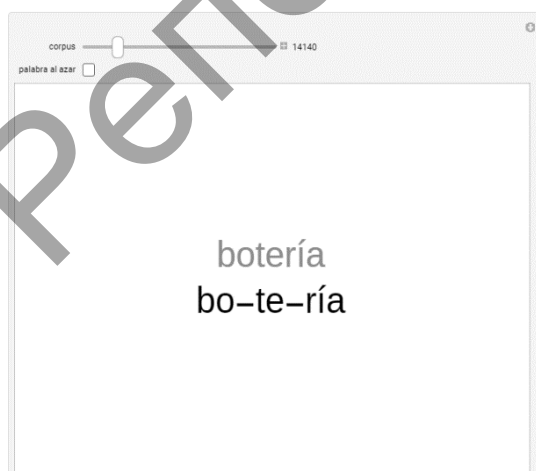 corpus 14140
palabra al azar
botería
bo–te–ría